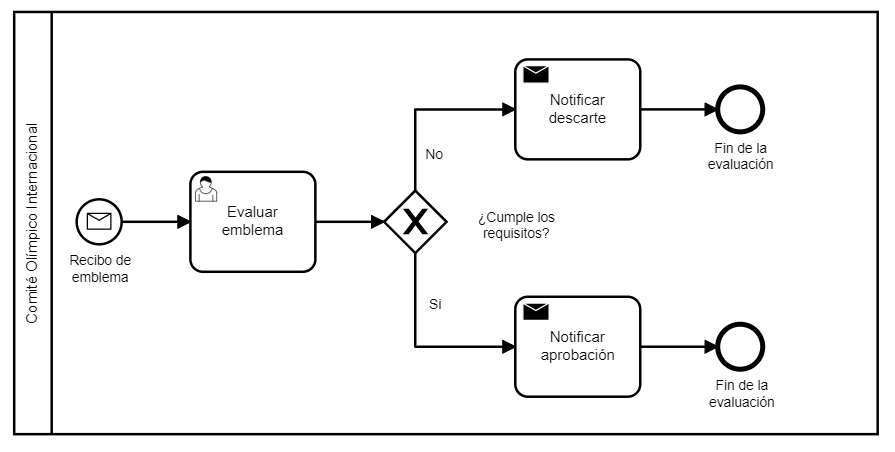 Comité Olímpico Internacional
Recibo de
emblema
Evaluar
emblema
¿Cumple los
requisitos?
No
Notificar
descarte
Fin de la
evaluación
Si
Notificar
aprobación
Fin de la
evaluación